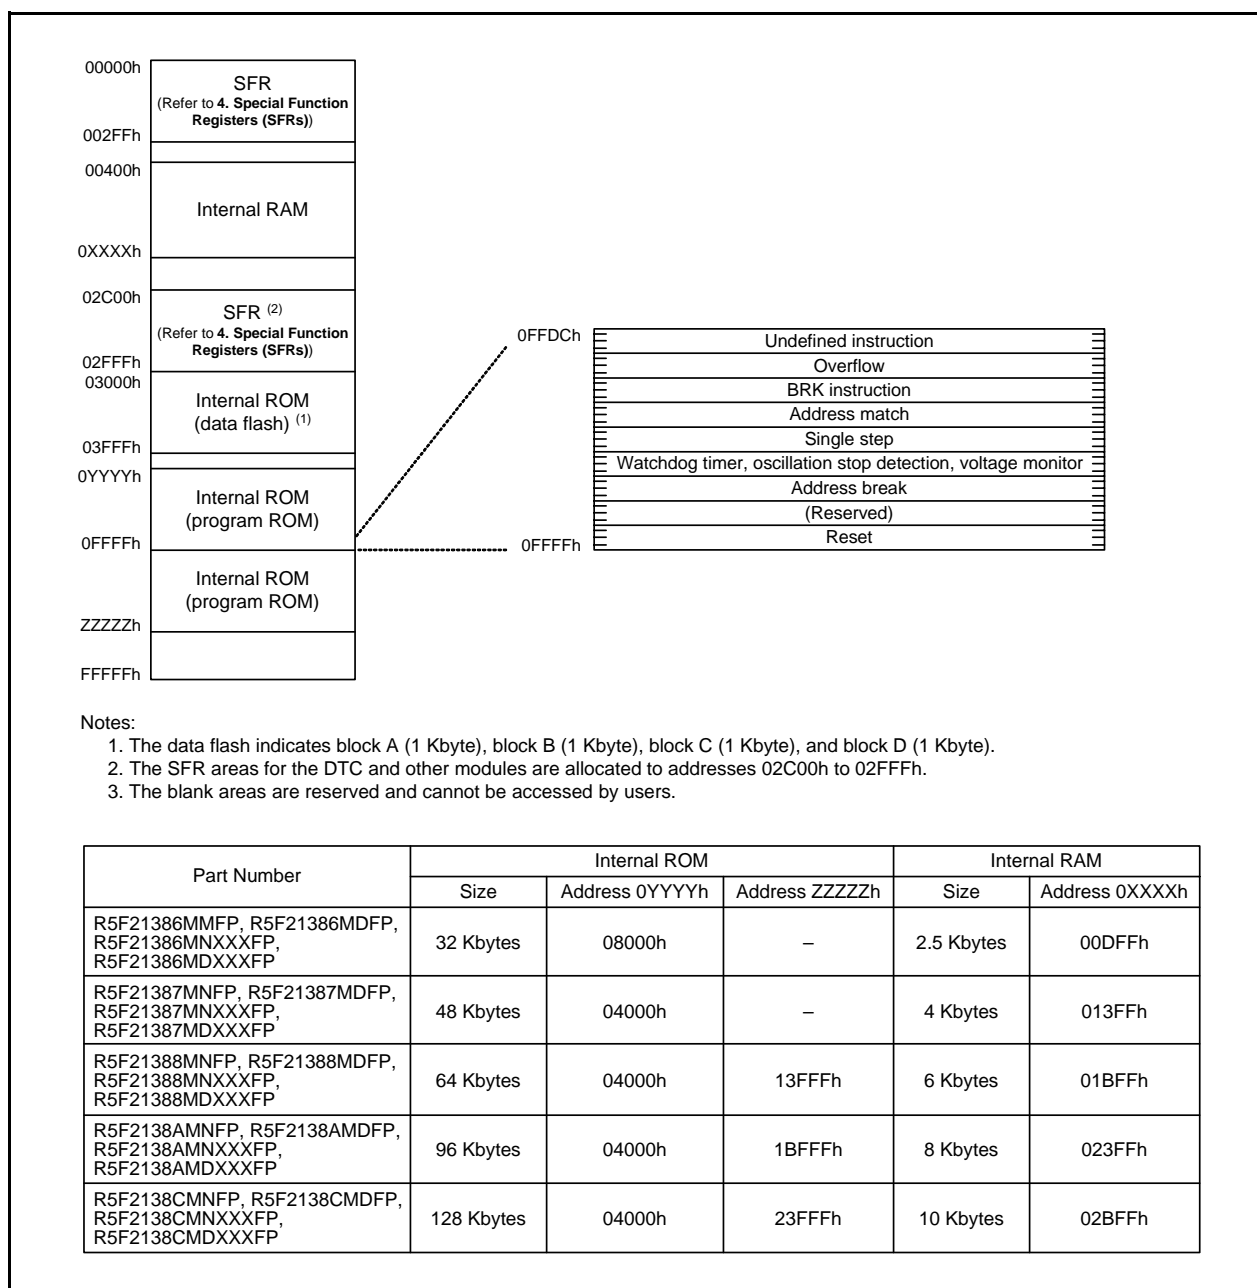 00000h
SFR
(Refer to 4. Special Function
Registers (SFRs))
002FFh
00400h
Internal RAM
0XXXXh
02C00h
SFR (2)
(Refer to 4. Special Function
Registers (SFRs))
02FFFh
03000h
Internal ROM
(data flash) (1)
03FFFh
0YYYYh
Internal ROM
(program ROM)
0FFFFh
Internal ROM
(program ROM)
ZZZZZh
FFFFFh
0FFDCh
Undefined instruction
Overflow
BRK instruction
Address match
Single step
Watchdog timer, oscillation stop detection, voltage monitor
Address break
(Reserved)
0FFFFh
Reset
Notes:
1. The data flash indicates block A (1 Kbyte), block B (1 Kbyte), block C (1 Kbyte), and block D (1 Kbyte).
2. The SFR areas for the DTC and other modules are allocated to addresses 02C00h to 02FFFh.
3. The blank areas are reserved and cannot be accessed by users.
Part Number Internal ROM Internal RAM
Size Address 0YYYYh Address ZZZZZh Size Address 0XXXXh
R5F21386MMFP, R5F21386MDFP,
R5F21386MNXXXFP,
R5F21386MDXXXFP
32 Kbytes 08000h – 2.5 Kbytes 00DFFh
R5F21387MNFP, R5F21387MDFP,
R5F21387MNXXXFP,
R5F21387MDXXXFP
48 Kbytes 04000h – 4 Kbytes 013FFh
R5F21388MNFP, R5F21388MDFP,
R5F21388MNXXXFP,
R5F21388MDXXXFP
64 Kbytes 04000h 13FFFh 6 Kbytes 01BFFh
R5F2138AMNFP, R5F2138AMDFP,
R5F2138AMNXXXFP,
R5F2138AMDXXXFP
96 Kbytes 04000h 1BFFFh 8 Kbytes 023FFh
R5F2138CMNFP, R5F2138CMDFP,
R5F2138CMNXXXFP,
R5F2138CMDXXXFP
128 Kbytes 04000h 23FFFh 10 Kbytes 02BFFh